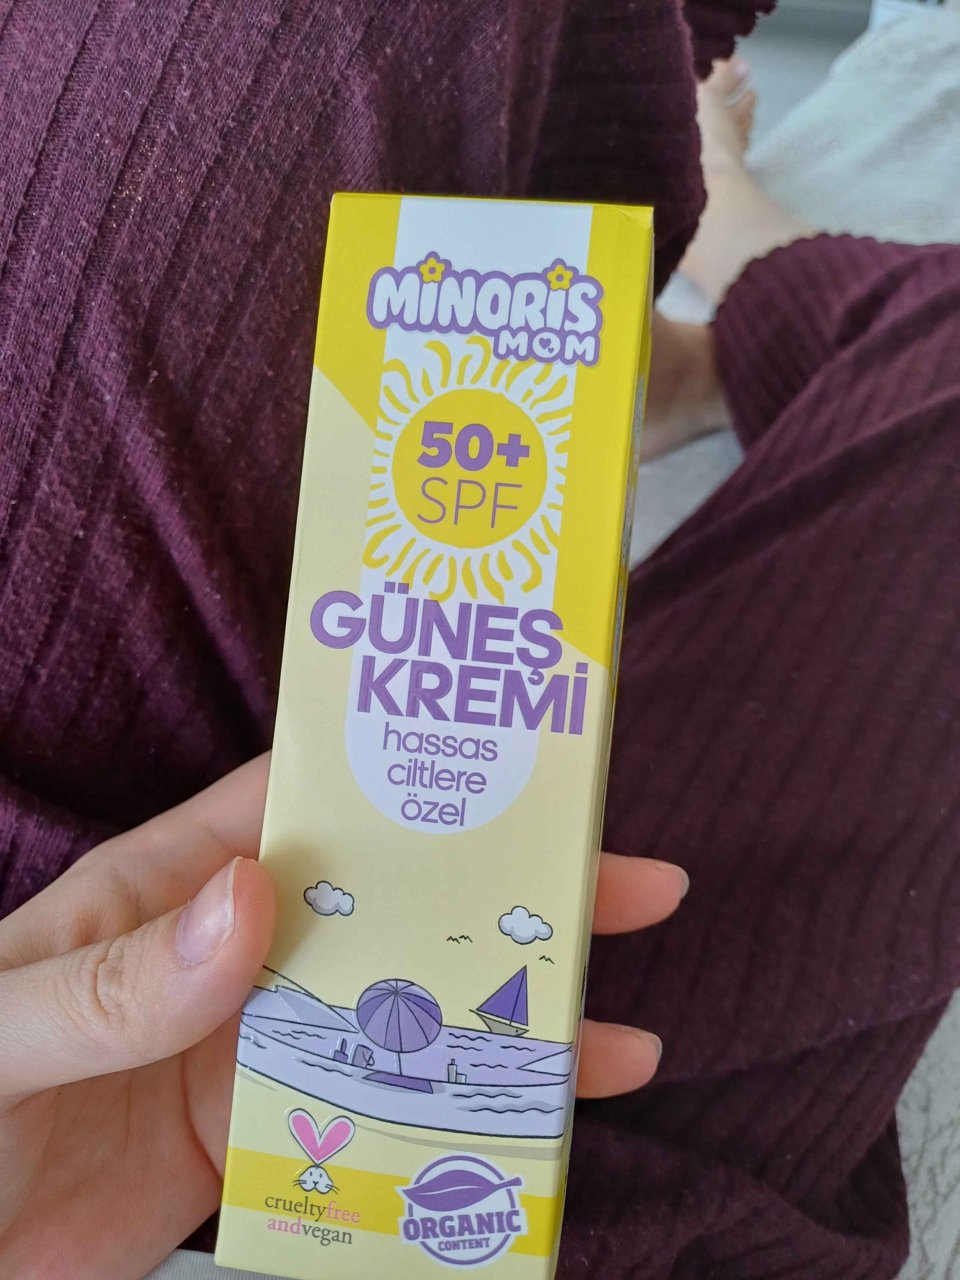 MINORIS
MOM
50+
SPF
GÜNEŞ
KREMİ
hassas
ciltlere
özel
crueltyfree
andvegan
ORGANIC
CONTENT